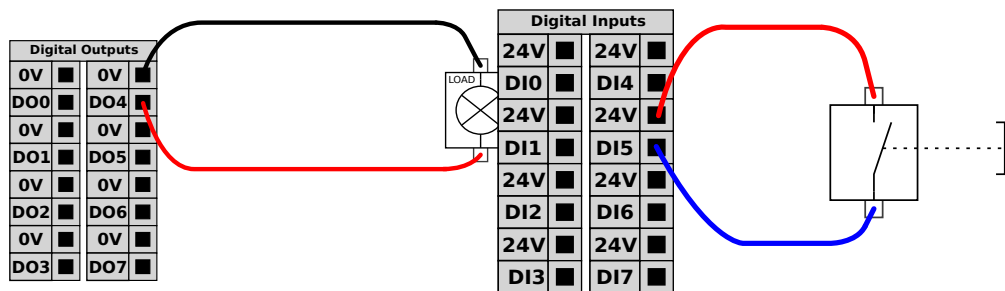 Digital Outputs
0V 0V
DO0 DO4
0V 0V
DO1 DO5
0V 0V
DO2 DO6
0V 0V
DO3 DO7
LOAD
Digital Inputs
24V 24V
DI0 DI4
24V 24V
DI1 DI5
24V 24V
DI2 DI6
24V 24V
DI3 DI7